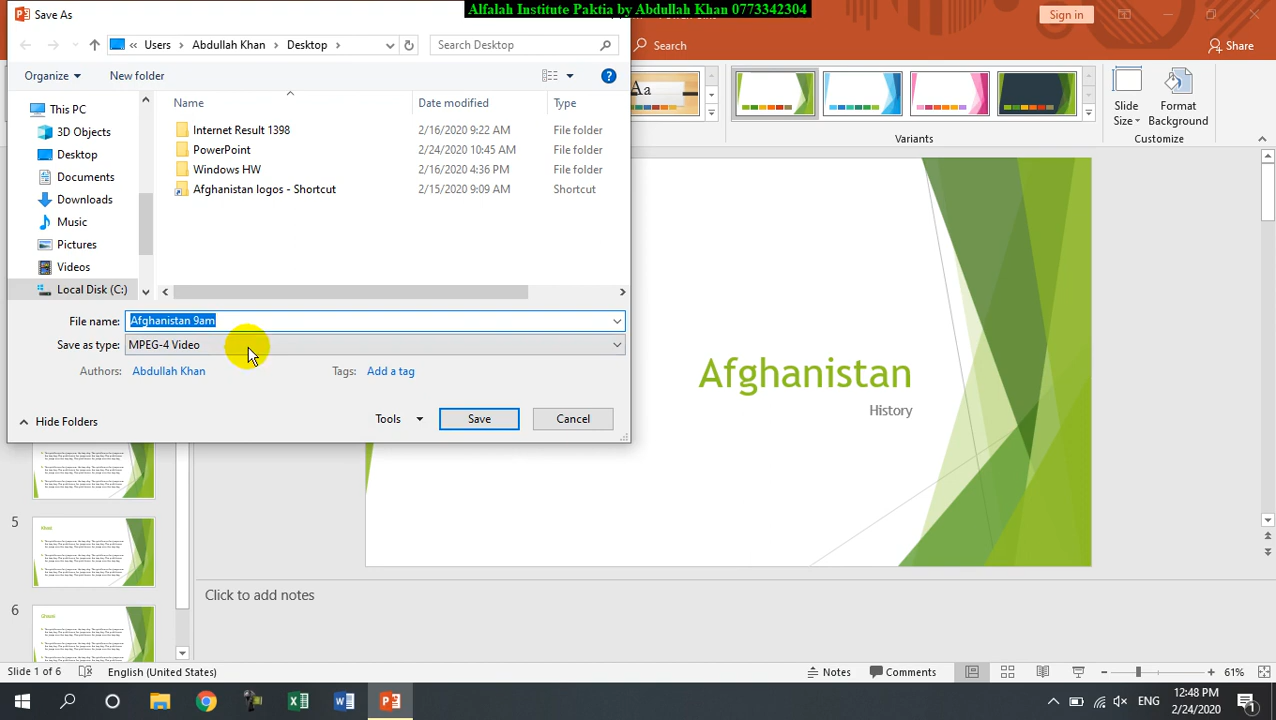 Save As
Alfalah Institute Paktia by Abdullah Khan 0773342304
Sign in
« Users > Abdullah Khan > Desktop >
Search Desktop
Search
Share
Organize
New folder
Aa
Slide Size
Format Background
Variants
Customize
Name
Date modified
Type
This PC
3D Objects
Desktop
Documents
Downloads
Music
Pictures
Videos
Local Disk (C:)
Internet Result 1398 2/16/2020 9:22 AM File folder
PowerPoint 2/24/2020 10:45 AM File folder
Windows HW 2/16/2020 4:36 PM File folder
Afghanistan logos - Shortcut 2/15/2020 9:09 AM Shortcut
File name: Afghanistan 9am
Save as type: MPEG-4 Video
Authors: Abdullah Khan
Tags: Add a tag
Hide Folders
Tools
Save
Cancel
Afghanistan
History
5
6
Click to add notes
Slide 1 of 6
English (United States)
Notes
Comments
61%
ENG
12:48 PM
2/24/2020
1